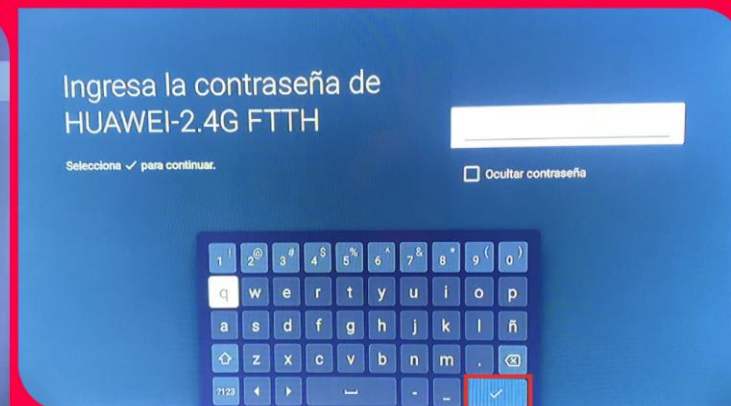 Ingresa la contraseña de
HUAWEI-2.4G FTTH
Selecciona ✓ para continuar.
Ocultar contraseña
1 ! 2 @ 3 # 4 $ 5 % 6 ^ 7 & 8 * 9 ( 0 )
q w e r t y u i o p
a s d f g h j k l ñ
z x c v b n m .
?123 - _ ✓